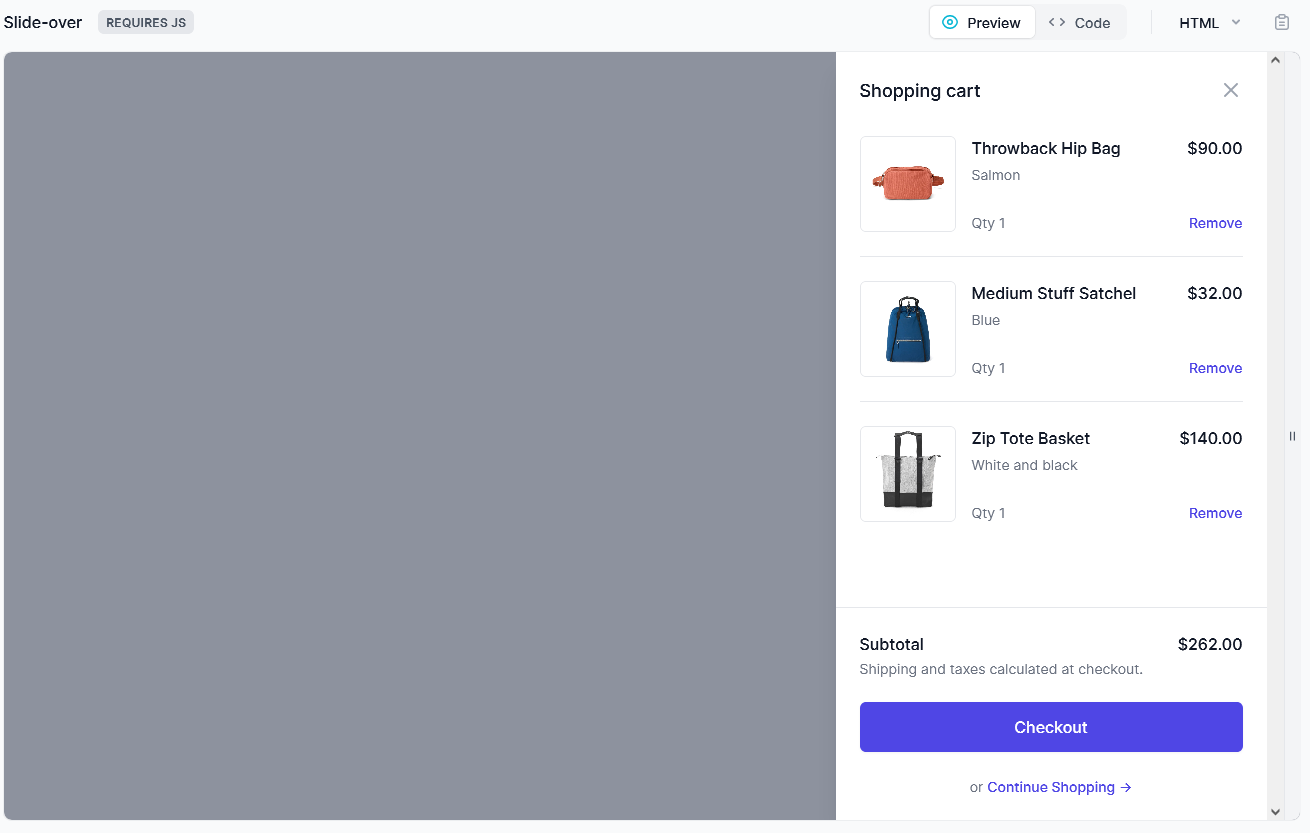 Slide-over REQUIRES JS Preview Code HTML
Shopping cart
Throwback Hip Bag $90.00
Salmon
Qty 1 Remove
Medium Stuff Satchel $32.00
Blue
Qty 1 Remove
Zip Tote Basket $140.00
White and black
Qty 1 Remove
Subtotal $262.00
Shipping and taxes calculated at checkout.
Checkout
or Continue Shopping →